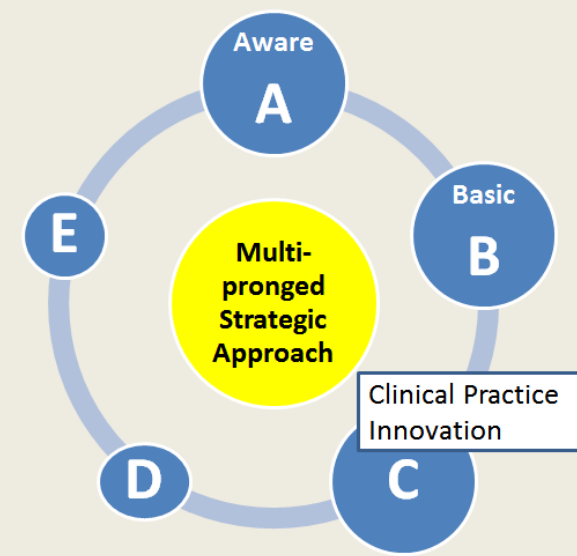 Aware
A
Basic
B
Multi-
pronged
Strategic
Approach
E
Clinical Practice
Innovation
C
D